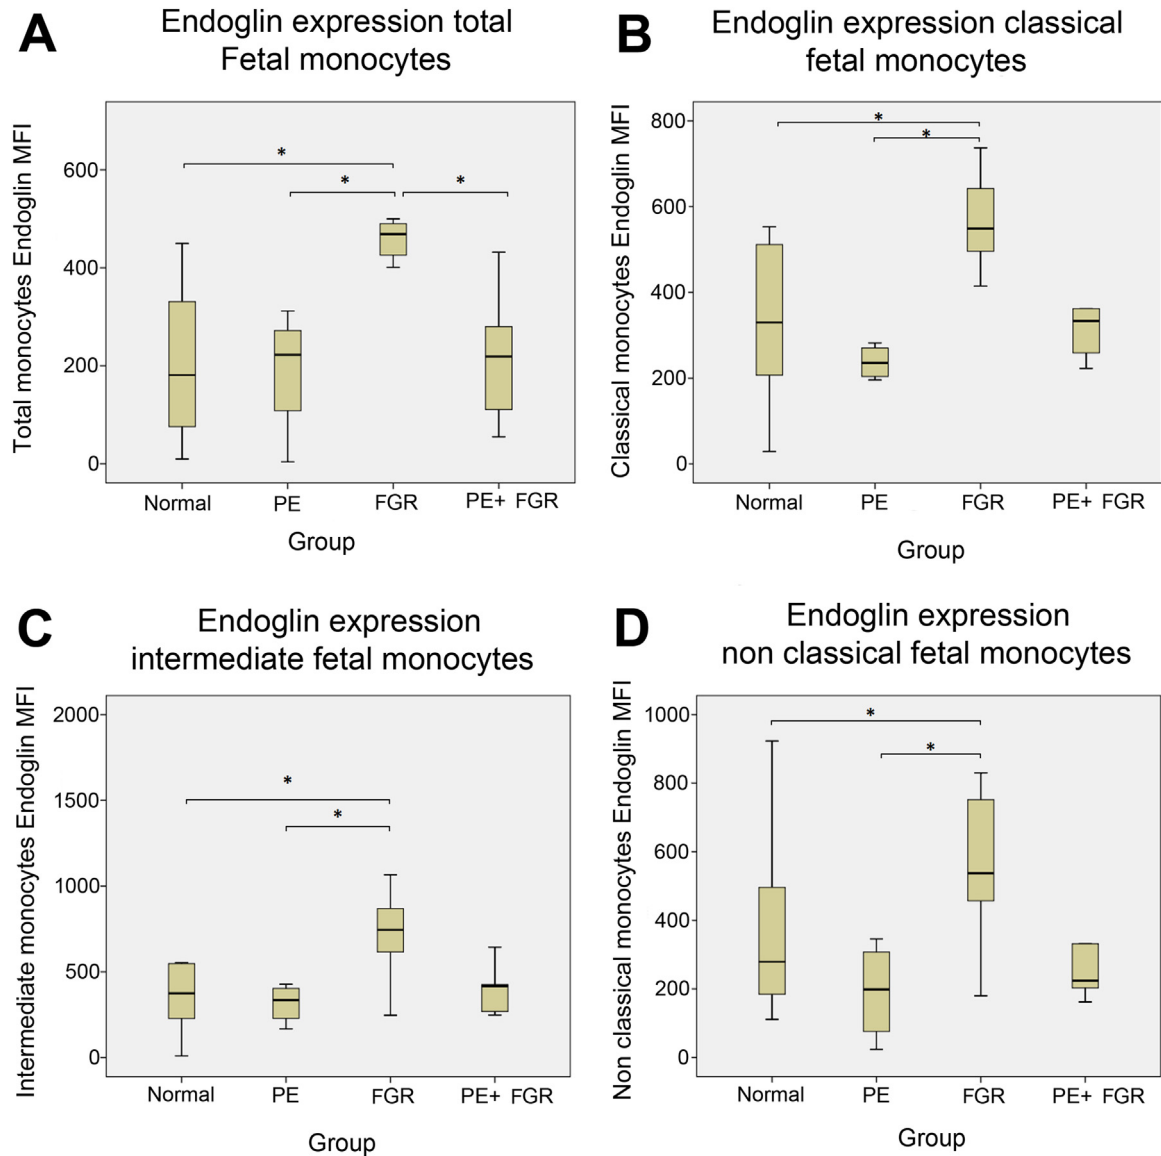 A
Endoglin expression total
Fetal monocytes
Total monocytes Endoglin MFI
600
400
200
0
*
*
*
Normal
PE
FGR
PE+ FGR
Group
B
Endoglin expression classical
fetal monocytes
Classical monocytes Endoglin MFI
800
600
400
200
0
*
*
Normal
PE
FGR
PE+ FGR
Group
C
Endoglin expression
intermediate fetal monocytes
Intermediate monocytes Endoglin MFI
2000
1500
1000
500
0
*
*
Normal
PE
FGR
PE+ FGR
Group
D
Endoglin expression
non classical fetal monocytes
Non classical monocytes Endoglin MFI
1000
800
600
400
200
0
*
*
Normal
PE
FGR
PE+ FGR
Group